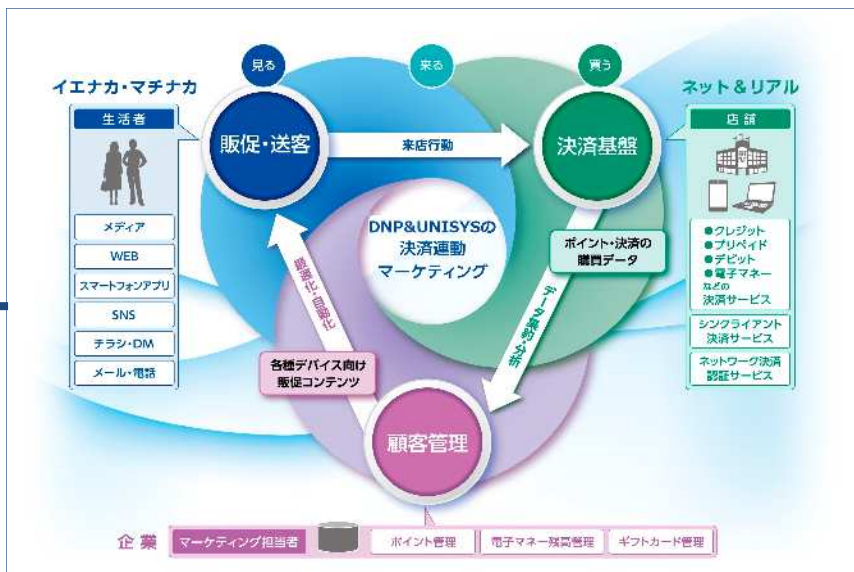 見る
来る
買う
イエナカ・マチナカ
ネット&リアル
生活者
店舗
販促・送客
来店行動
決済基盤
メディア
WEB
スマートフォンアプリ
SNS
チラシ・DM
メール・電話
DNP&UNISYSの
決済連動
マーケティング
ポイント・決済の
購買データ
●クレジット
●プリペイド
●デビット
●電子マネー
などの
決済サービス
シンクライアント
決済サービス
ネットワーク決済
認証サービス
最適化・自動化
データ集約・分析
各種デバイス向け
販促コンテンツ
顧客管理
企業
マーケティング担当者
ポイント管理
電子マネー残高管理
ギフトカード管理